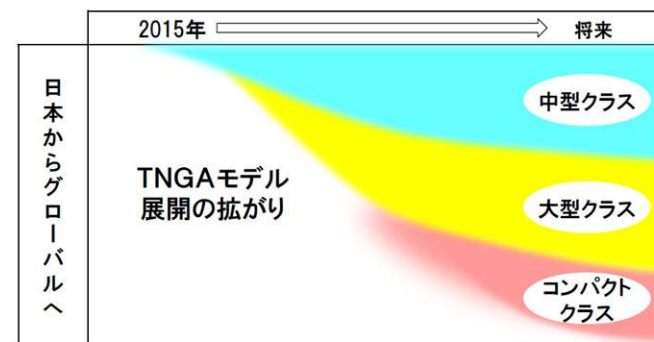 2015年
将来
日本からグローバルへ
TNGAモデル
展開の拡がり
中型クラス
大型クラス
コンパクト
クラス